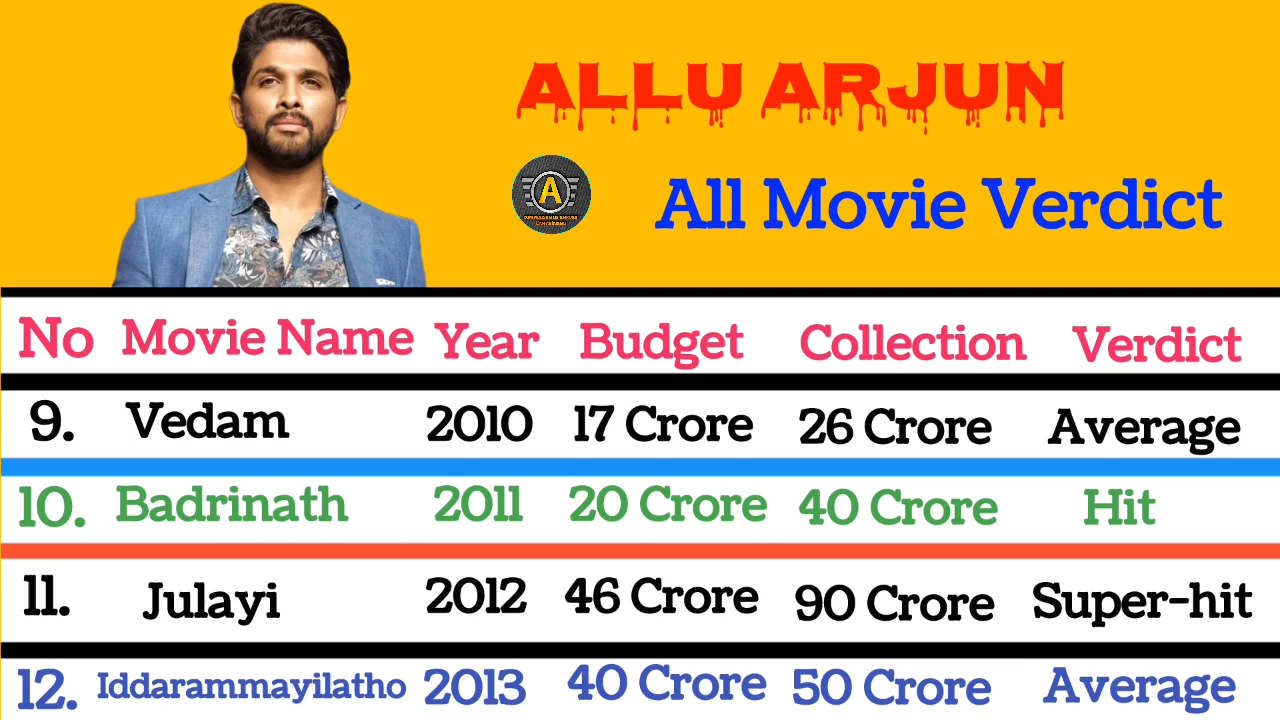 ALLU ARJUN
A
All Movie Verdict
No Movie Name Year Budget Collection Verdict
9. Vedam 2010 17 Crore 26 Crore Average
10. Badrinath 2011 20 Crore 40 Crore Hit
11. Julayi 2012 46 Crore 90 Crore Super-hit
12. Iddarammayilatho 2013 40 Crore 50 Crore Average